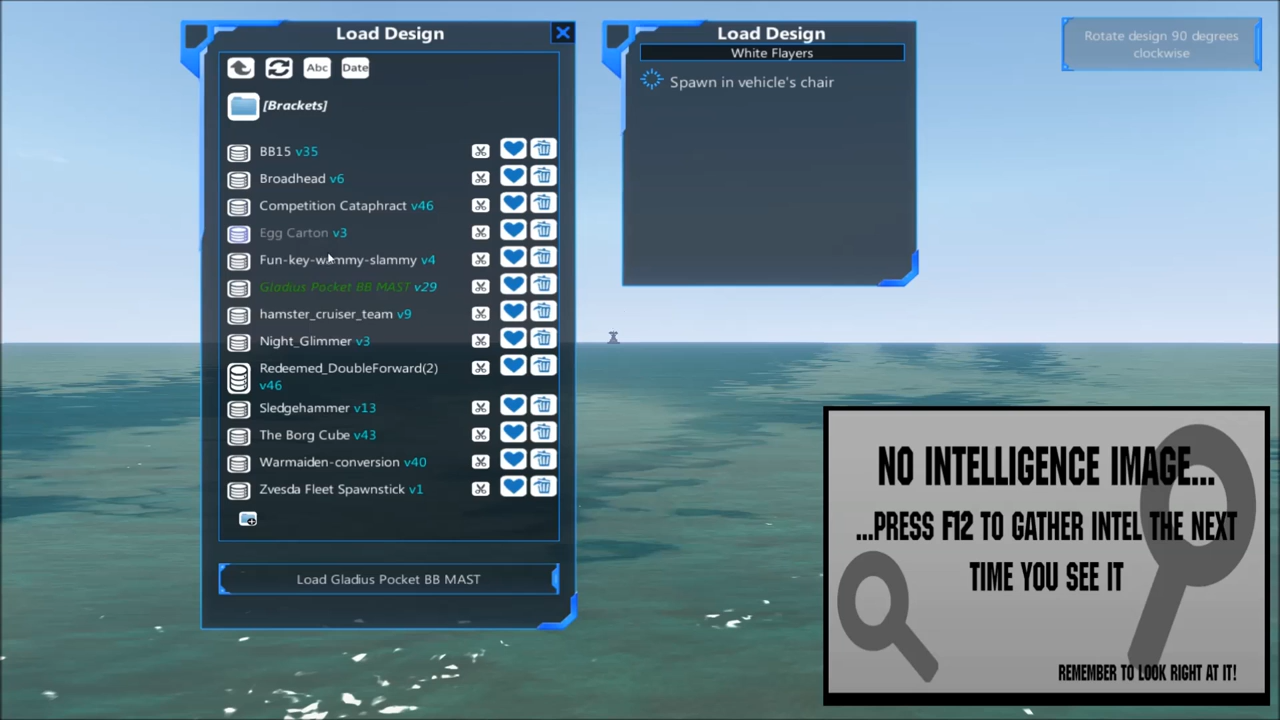 Load Design
Abc
Date
[Brackets]
BB15 v35
Broadhead v6
Competition Cataphract v46
Egg Carton v3
Fun-key-wammy-slammy v4
Gladius Pocket BB MAST v29
hamster_cruiser_team v9
Night_Glimmer v3
Redeemed_DoubleForward(2)
v46
Sledgehammer v13
The Borg Cube v43
Warmaiden-conversion v40
Zvesda Fleet Spawnstick v1
Load Gladius Pocket BB MAST
Load Design
White Flayers
Spawn in vehicle's chair
Rotate design 90 degrees
clockwise
NO INTELLIGENCE IMAGE...
...PRESS F12 TO GATHER INTEL THE NEXT
TIME YOU SEE IT
REMEMBER TO LOOK RIGHT AT IT!